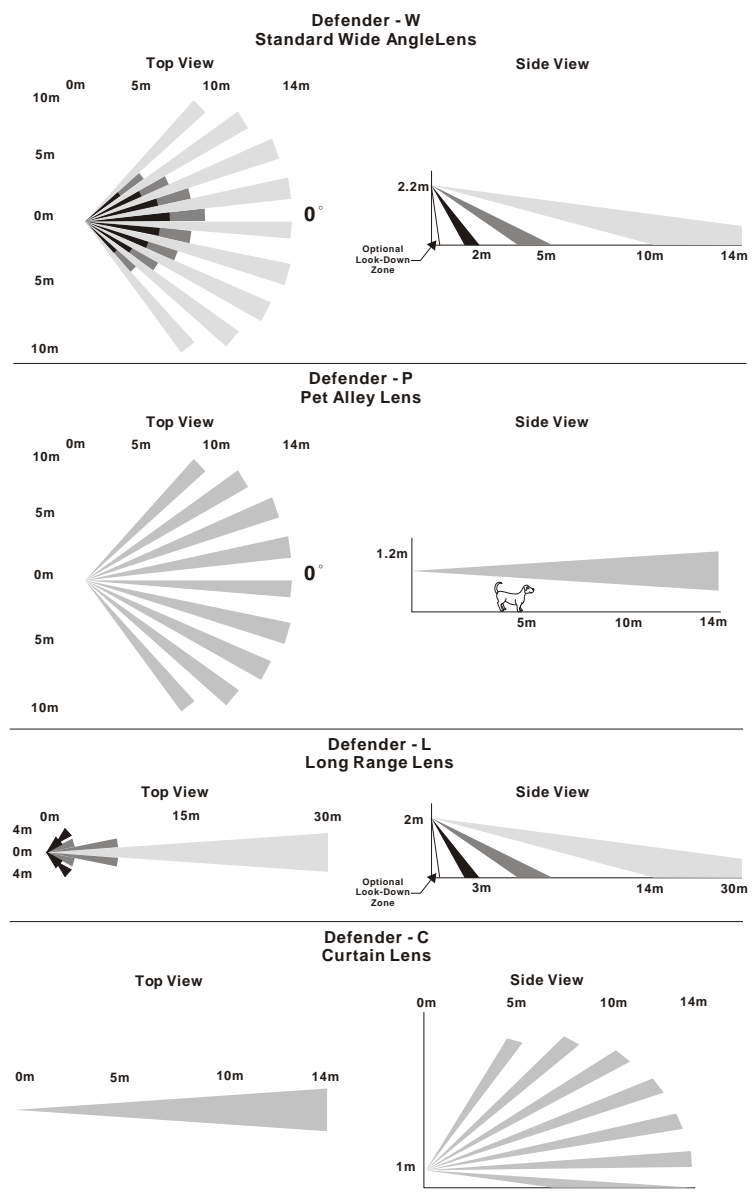 Defender - W
Standard Wide AngleLens
Top View
Side View
0m 5m 10m 14m
10m
5m
0m
5m
10m
0°
2.2m
Optional
Look-Down
Zone
2m 5m 10m 14m
Defender - P
Pet Alley Lens
Top View
Side View
0m 5m 10m 14m
10m
5m
0m
5m
10m
0°
1.2m
5m 10m 14m
Defender - L
Long Range Lens
Top View
Side View
0m 15m 30m
4m
0m
4m
2m
Optional
Look-Down
Zone
3m 14m 30m
Defender - C
Curtain Lens
Top View
Side View
0m 5m 10m 14m
0m 5m 10m 14m
1m